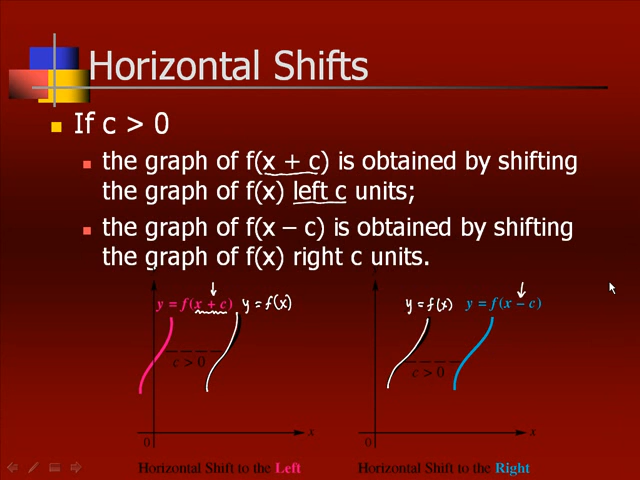 Horizontal Shifts
If c > 0
the graph of f(x + c) is obtained by shifting
the graph of f(x) left c units;
the graph of f(x – c) is obtained by shifting
the graph of f(x) right c units.
y = f(x + c) y = f(x)
c > 0
0 x
Horizontal Shift to the Left
y = f(x) y = f(x – c)
c > 0
0 x
Horizontal Shift to the Right